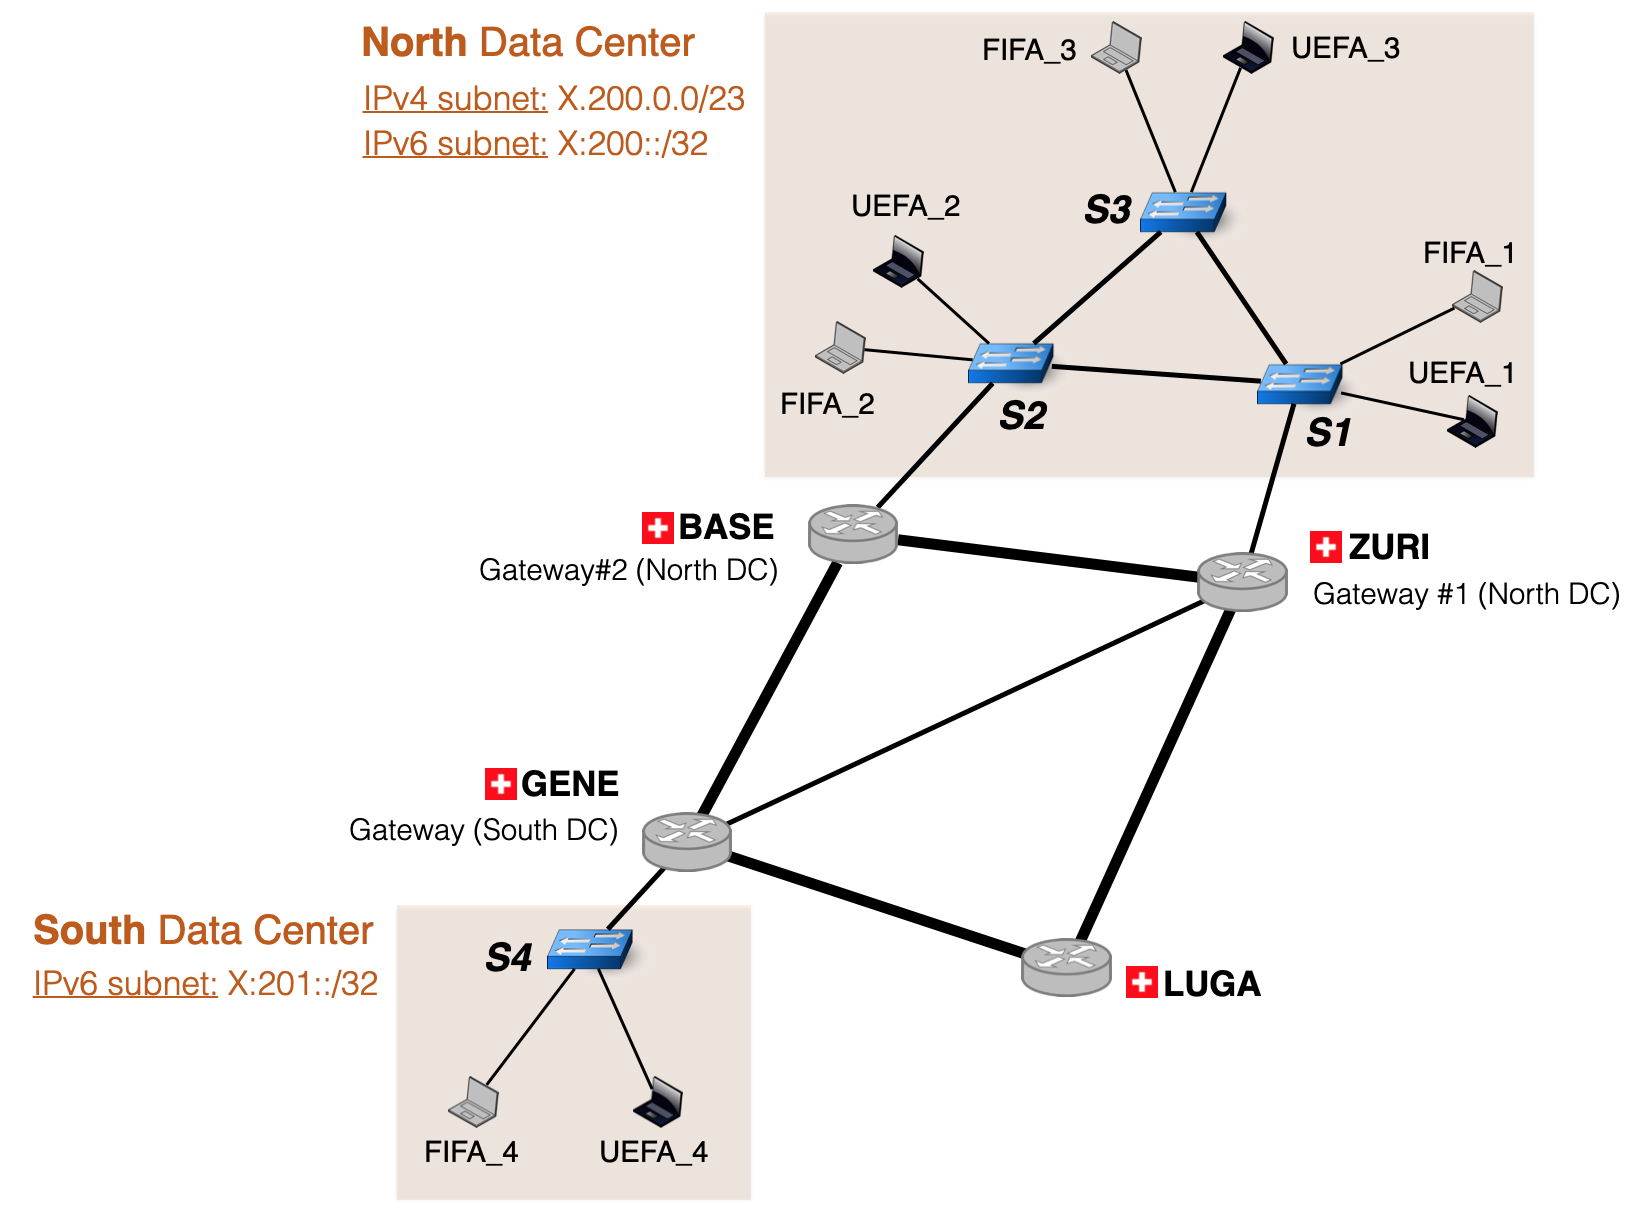 North Data Center
IPv4 subnet: X.200.0.0/23
IPv6 subnet: X:200::/32
FIFA_3
UEFA_3
S3
UEFA_2
FIFA_1
UEFA_1
FIFA_2
S2
S1
BASE
Gateway#2 (North DC)
ZURI
Gateway #1 (North DC)
GENE
Gateway (South DC)
South Data Center
IPv6 subnet: X:201::/32
S4
LUGA
FIFA_4
UEFA_4